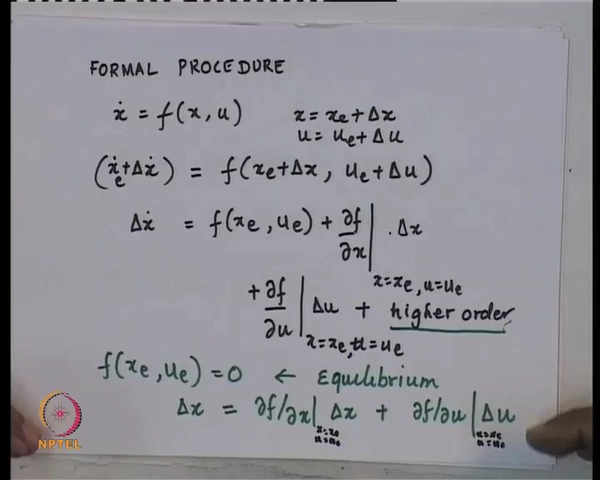 FORMAL PROCEDURE
ẋ = f(x, u)   x = xe + Δx
u = ue + Δu
(ẋe + Δẋ) = f(xe + Δx, ue + Δu)
Δẋ = f(xe, ue) + ∂f/∂x | . Δx
x=xe, u=ue
+ ∂f/∂u | Δu + higher order
x=xe, u=ue
f(xe, ue) = 0 ← Equilibrium
Δx = ∂f/∂x | Δx + ∂f/∂u | Δu
x=xe x=xe
u=ue u=ue
NPTEL